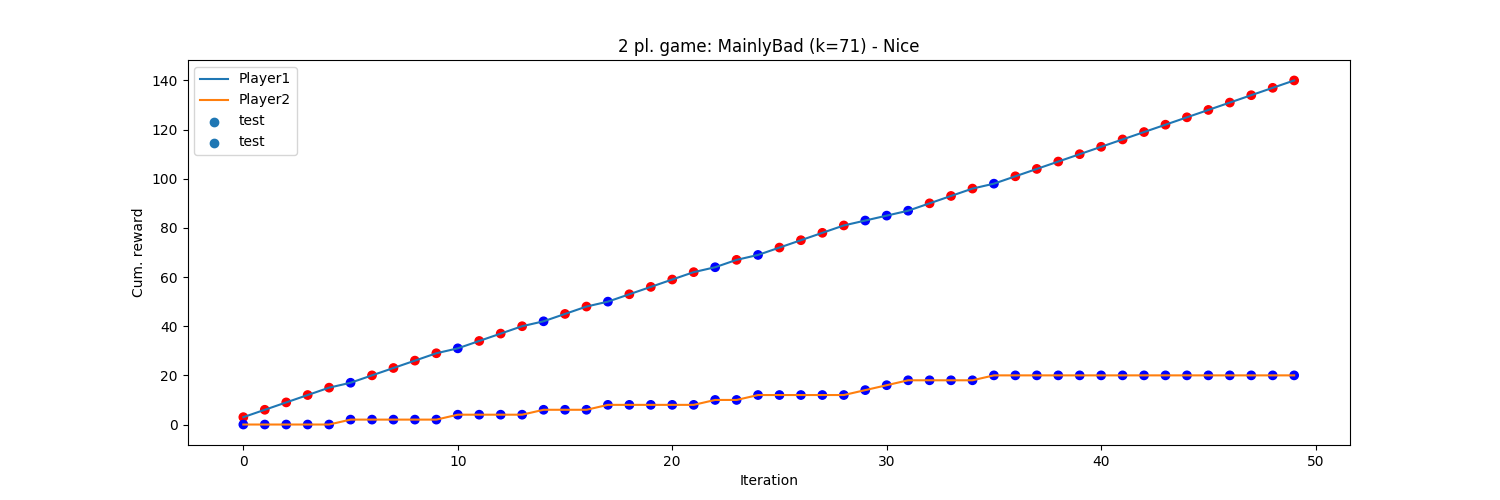 2 pl. game: MainlyBad (k=71) - Nice
Player1
Player2
test
test
140
120
100
80
60
40
20
0
Cum. reward
0 10 20 30 40 50
Iteration